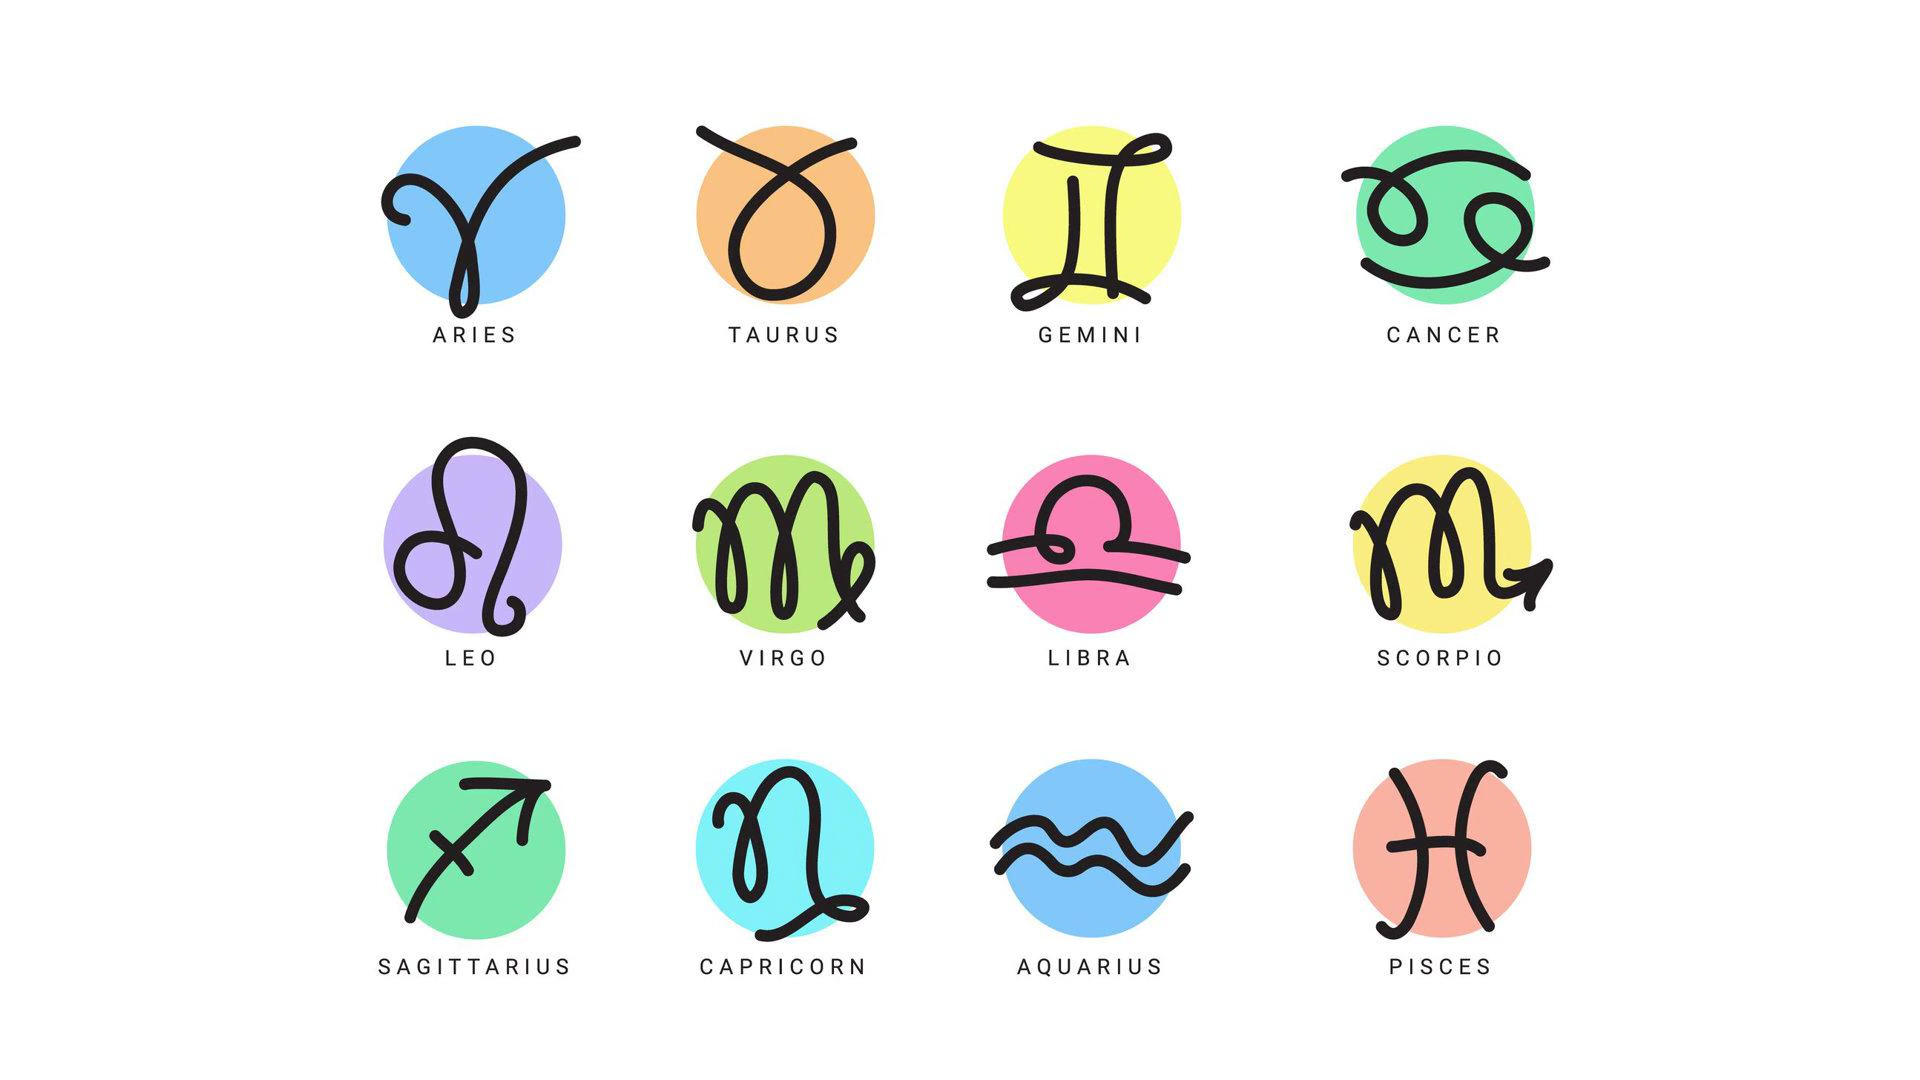 ARIES
TAURUS
GEMINI
CANCER
LEO
VIRGO
LIBRA
SCORPIO
SAGITTARIUS
CAPRICORN
AQUARIUS
PISCES